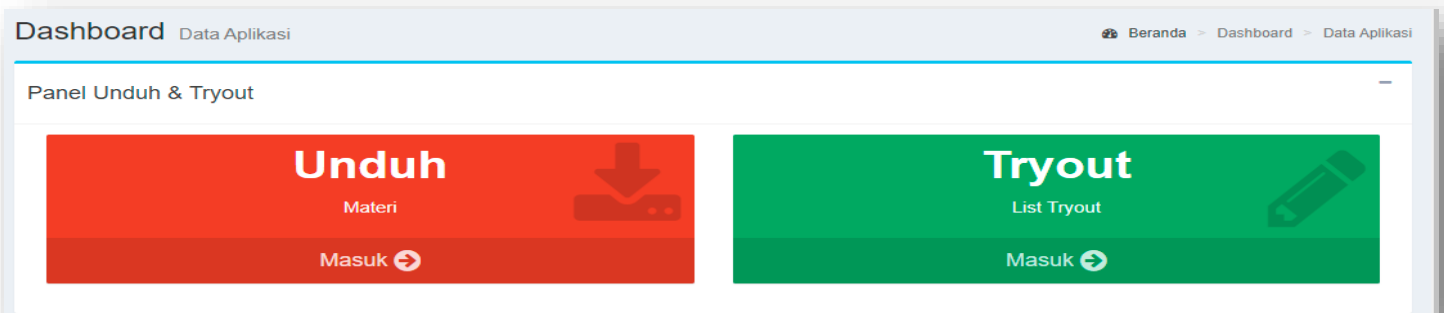 Dashboard Data Aplikasi
Beranda > Dashboard > Data Aplikasi
Panel Unduh & Tryout
Unduh
Materi
Masuk
Tryout
List Tryout
Masuk